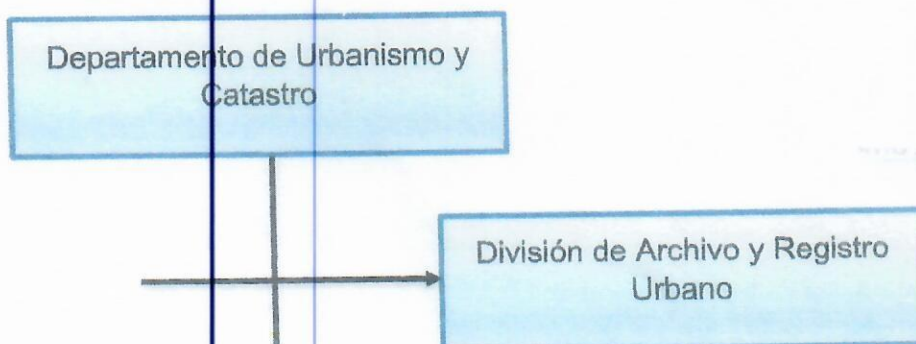 Departamento de Urbanismo y
Catastro
División de Archivo y Registro
Urbano